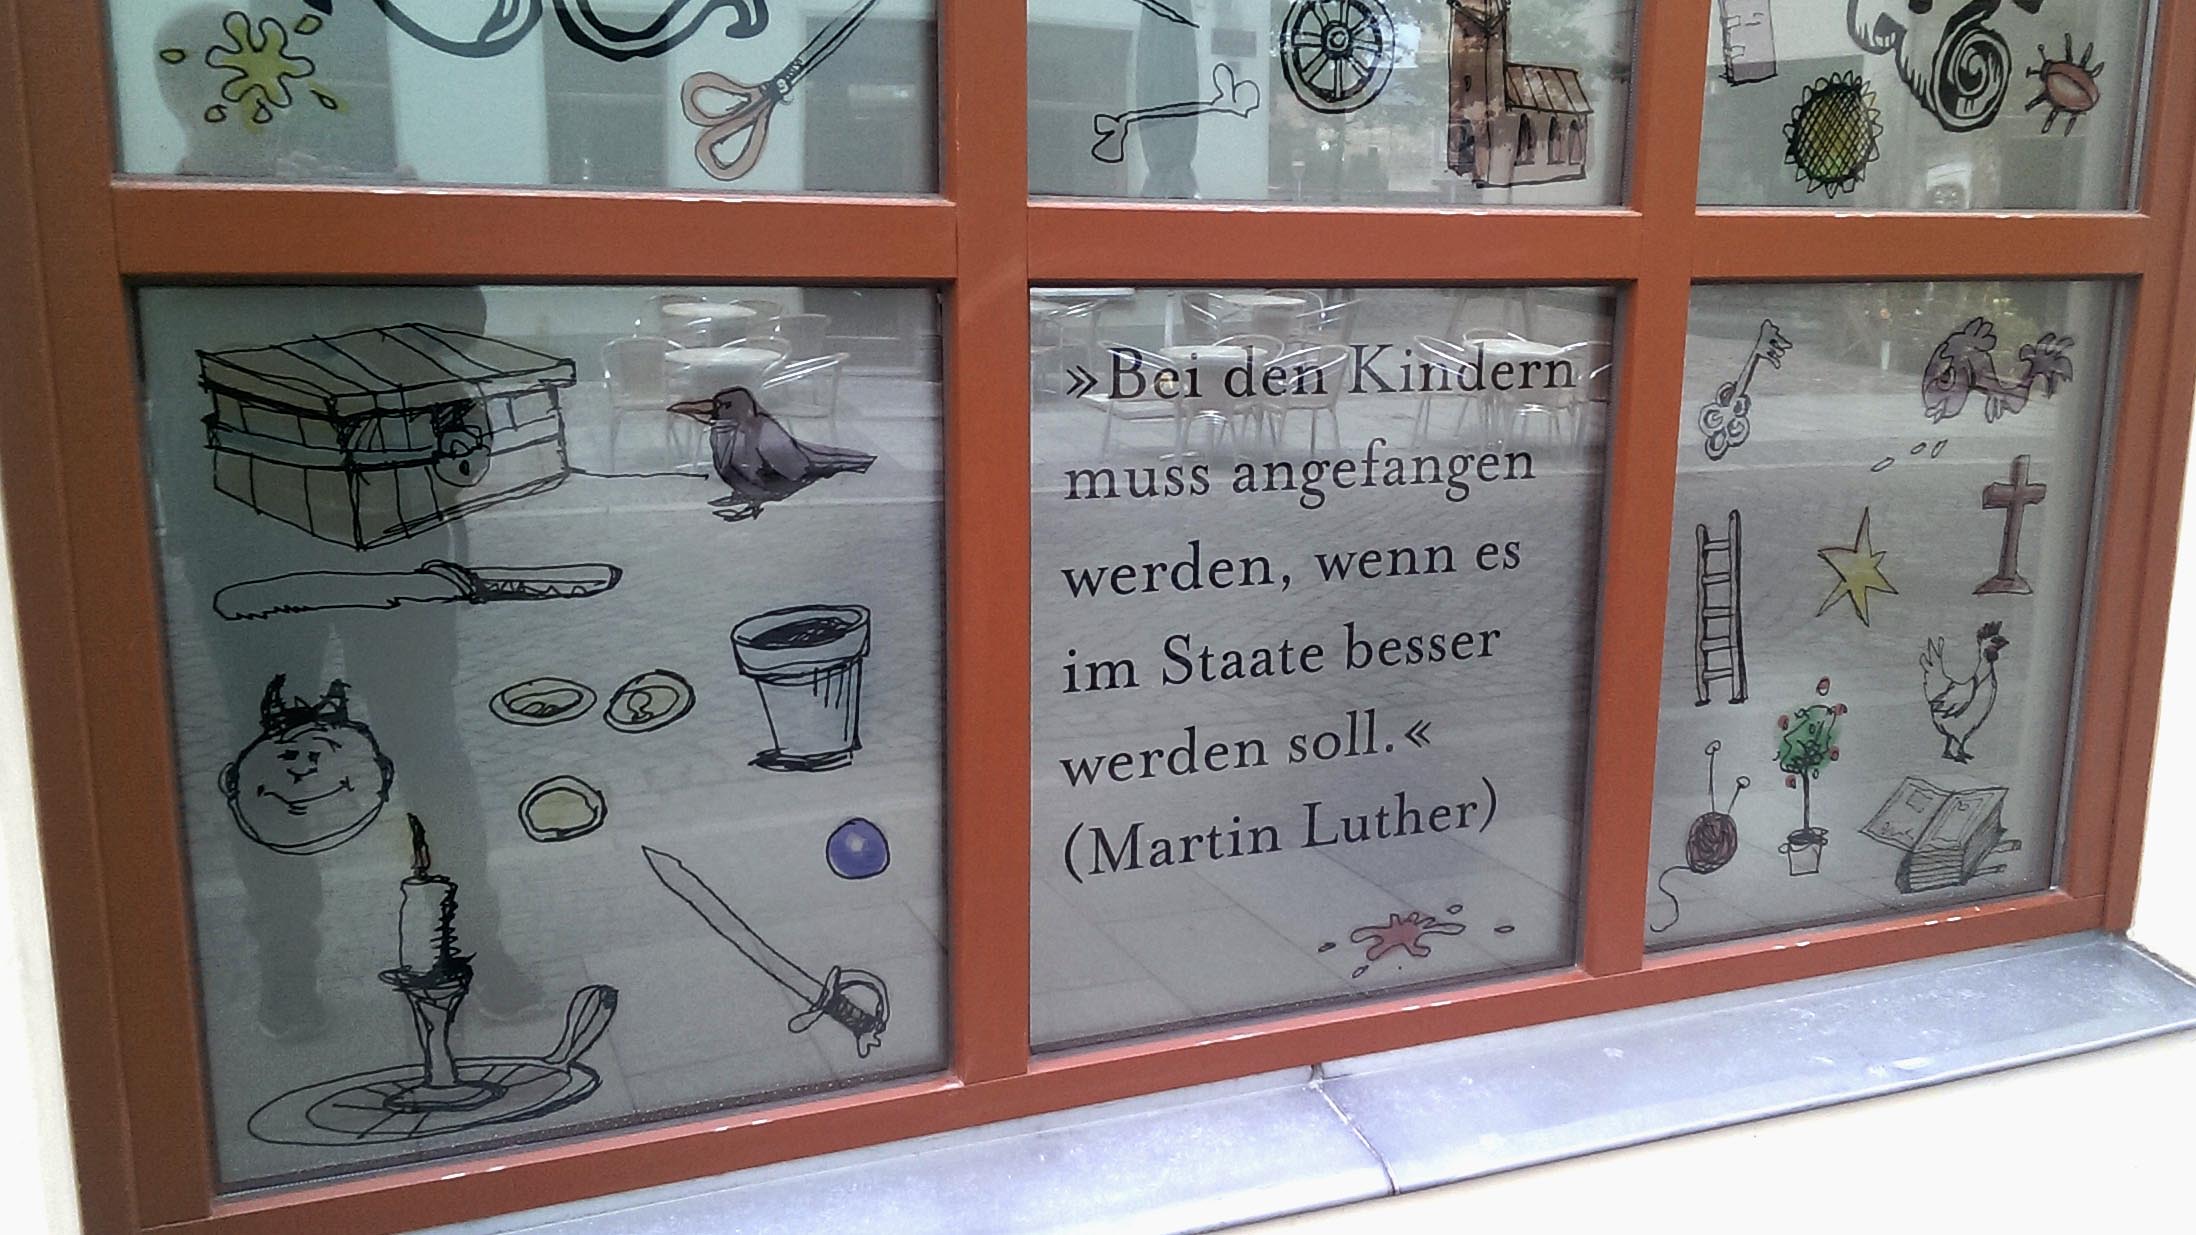 »Bei den Kindern
muss angefangen
werden, wenn es
im Staate besser
werden soll.«
(Martin Luther)